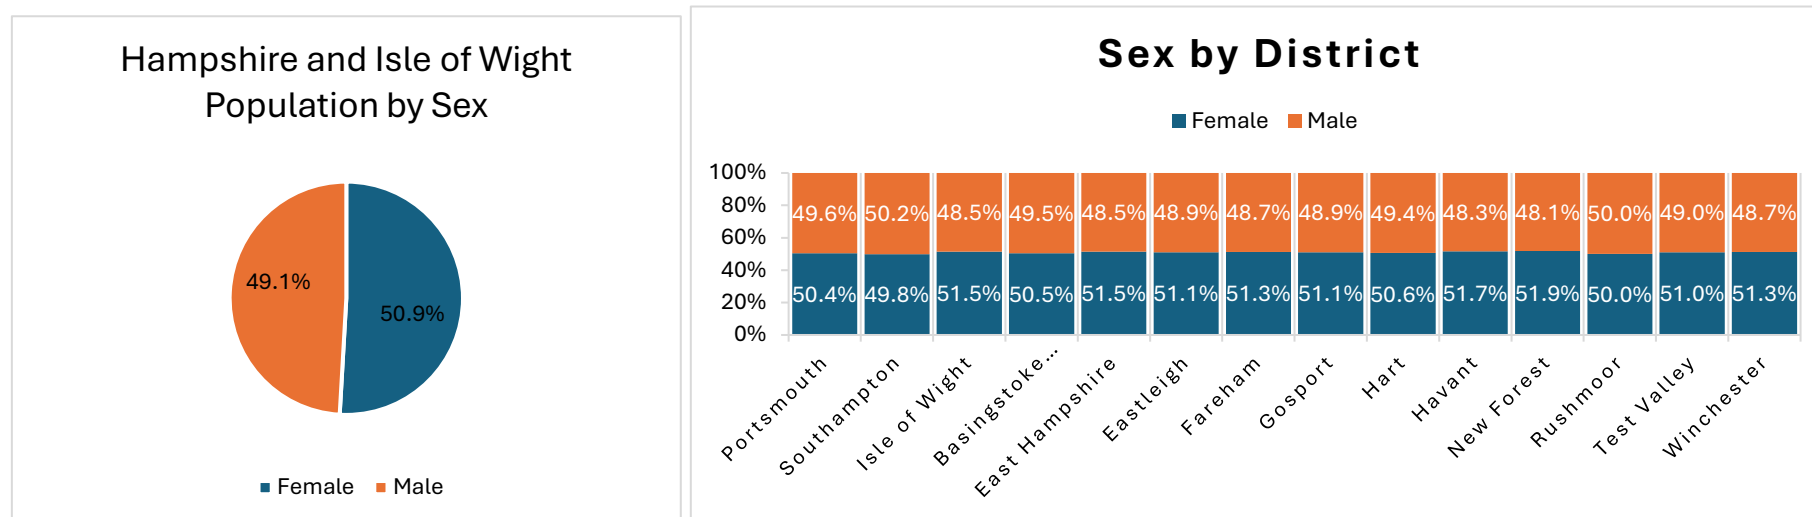 Hampshire and Isle of Wight
Population by Sex
49.1%
50.9%
Female Male
Sex by District
Female Male
100%
80%
60%
40%
20%
0%
49.6% 50.2% 48.5% 49.5% 48.5% 48.9% 48.7% 48.9% 49.4% 48.3% 48.1% 50.0% 49.0% 48.7%
50.4% 49.8% 51.5% 50.5% 51.5% 51.1% 51.3% 51.1% 50.6% 51.7% 51.9% 50.0% 51.0% 51.3%
Portsmouth
Southampton
Isle of Wight
Basingstoke...
East Hampshire
Eastleigh
Fareham
Gosport
Hart
Havant
New Forest
Rushmoor
Test Valley
Winchester